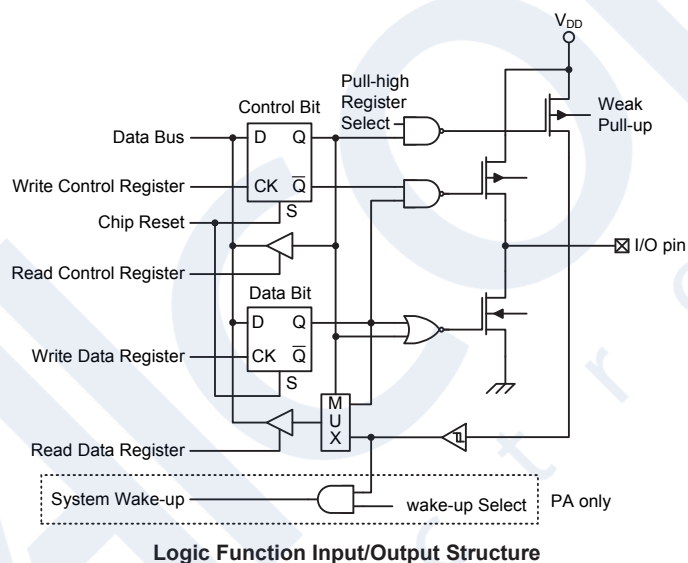 VDD
Pull-high
Register
Select
Weak
Pull-up
Control Bit
Data Bus
D
Q
Write Control Register
CK
Q
Chip Reset
S
I/O pin
Read Control Register
Data Bit
D
Q
Write Data Register
CK
Q
S
M
U
X
Read Data Register
System Wake-up
wake-up Select
PA only
Logic Function Input/Output Structure